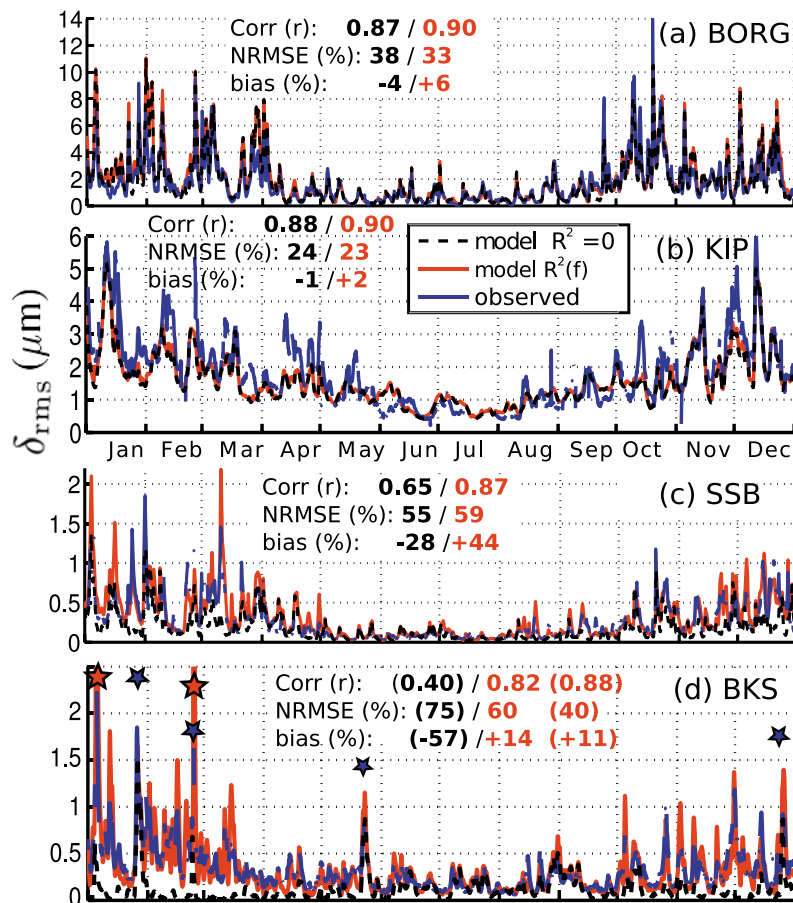 δrms (μm)
Corr (r): 0.87 / 0.90
NRMSE (%): 38 / 33
bias (%): -4 /+6
(a) BORG
14
12
10
8
6
4
2
0
Corr (r): 0.88 / 0.90
NRMSE (%): 24 / 23
bias (%): -1 /+2
(b) KIP
model R² =0
model R²(f)
observed
6
5
4
3
2
1
0
Jan Feb Mar Apr May Jun Jul Aug Sep Oct Nov Dec
Corr (r): 0.65 / 0.87
NRMSE (%): 55 / 59
bias (%): -28 /+44
(c) SSB
2
1.5
1
0.5
0
Corr (r): (0.40) / 0.82 (0.88)
NRMSE (%): (75) / 60 (40)
bias (%): (-57) /+14 (+11)
(d) BKS
2
1.5
1
0.5
0